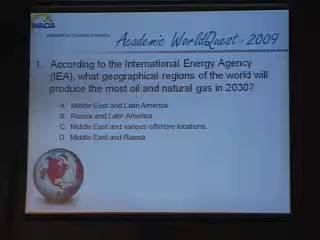 WACA
Academic WorldQuest - 2009
1. According to the International Energy Agency
(IEA), what geographical regions of the world will
produce the most oil and natural gas in 2030?
A. Middle East and Latin America
B. Russia and Latin America
C. Middle East and various offshore locations.
D. Middle East and Russia